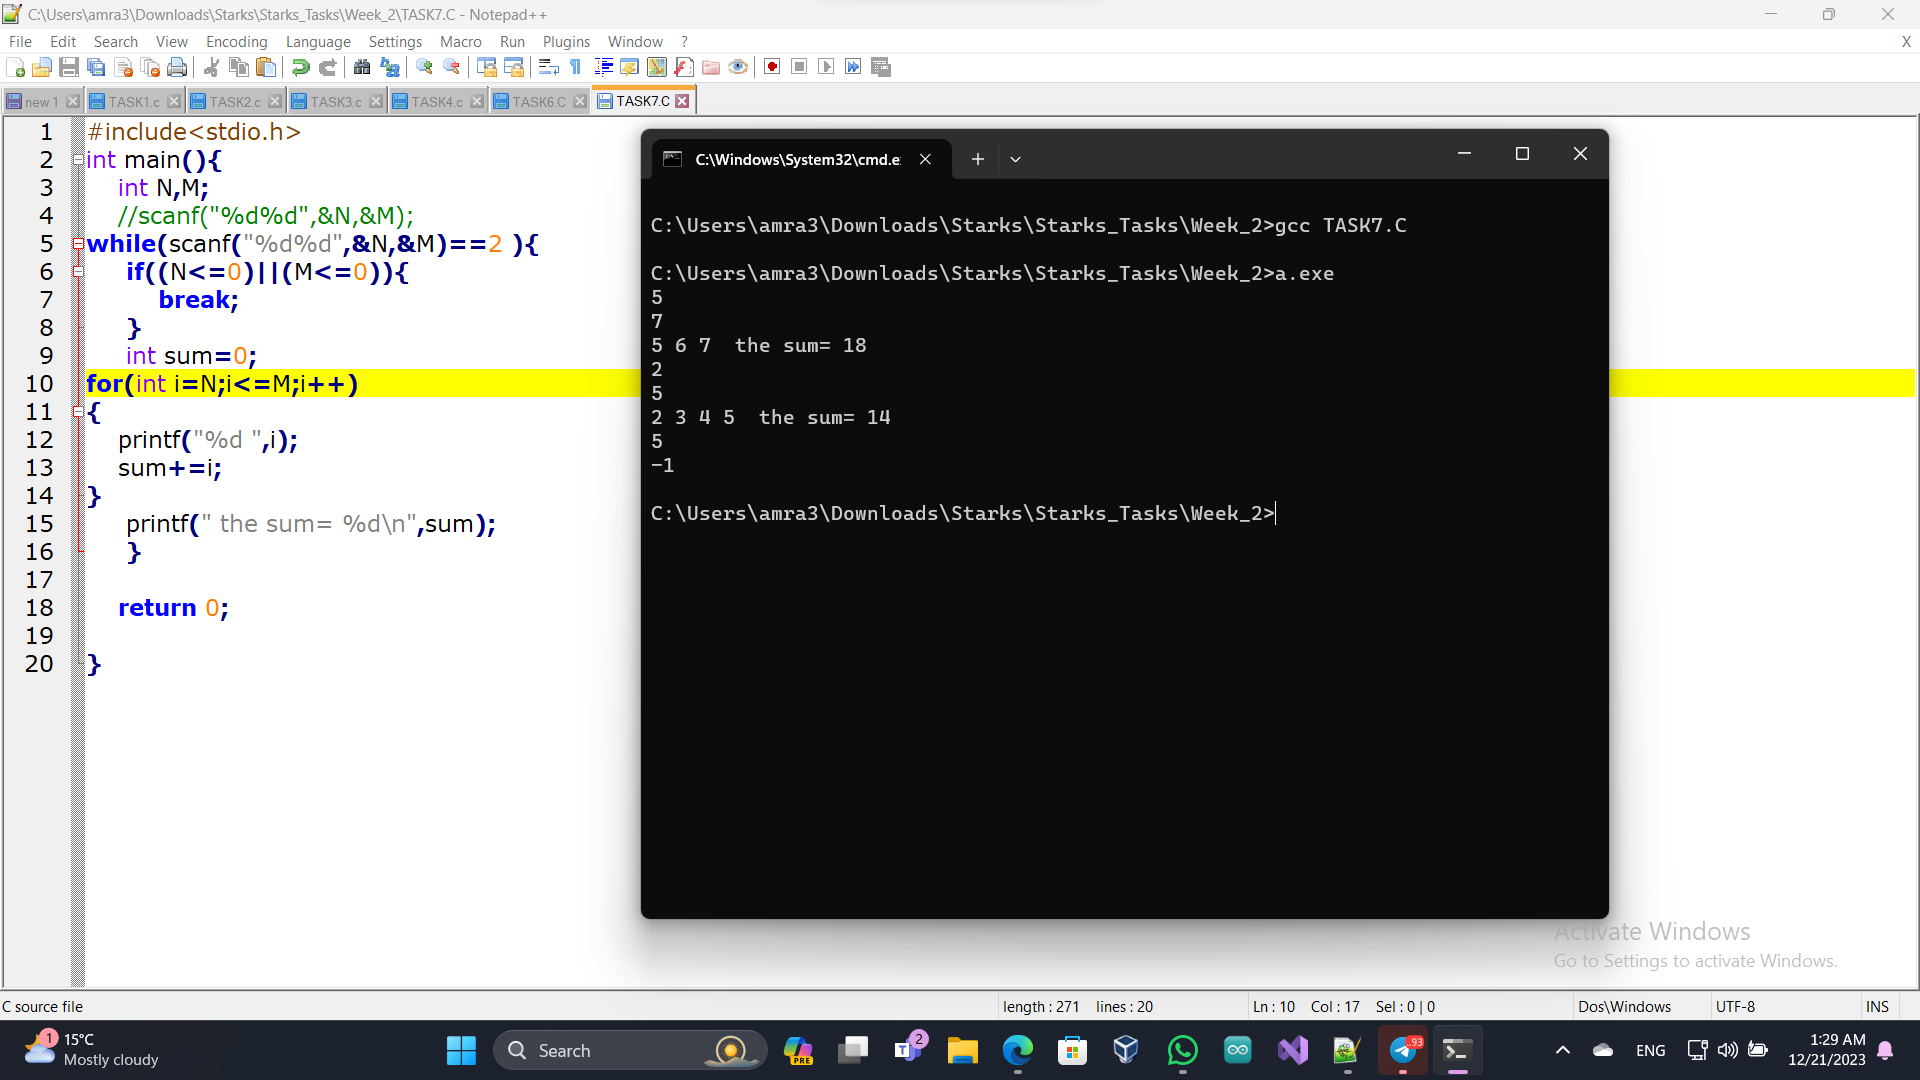 C:\Users\amra3\Downloads\Starks\Starks_Tasks\Week_2\TASK7.C - Notepad++
File Edit Search View Encoding Language Settings Macro Run Plugins Window ? X
new 1 TASK1.c TASK2.c TASK3.c TASK4.c TASK6.C TASK7.C
1 #include<stdio.h>
2 int main(){
3 int N,M;
4 //scanf("%d%d",&N,&M);
5 while(scanf("%d%d",&N,&M)==2 ){
6 if((N<=0)||(M<=0)){
7 break;
8 }
9 int sum=0;
10 for(int i=N;i<=M;i++)
11 {
12 printf("%d ",i);
13 sum+=i;
14 }
15 printf(" the sum= %d\n",sum);
16 }
17
18 return 0;
19
20 }
C:\Windows\System32\cmd.e
C:\Users\amra3\Downloads\Starks\Starks_Tasks\Week_2>gcc TASK7.C
C:\Users\amra3\Downloads\Starks\Starks_Tasks\Week_2>a.exe
5
7
5 6 7  the sum= 18
2
5
2 3 4 5  the sum= 14
5
-1
C:\Users\amra3\Downloads\Starks\Starks_Tasks\Week_2>
Activate Windows
Go to Settings to activate Windows.
C source file length : 271 lines : 20 Ln : 10 Col : 17 Sel : 0 | 0 Dos\Windows UTF-8 INS
1 15°C
Mostly cloudy
Search
PRE
2
93
ENG
1:29 AM
12/21/2023